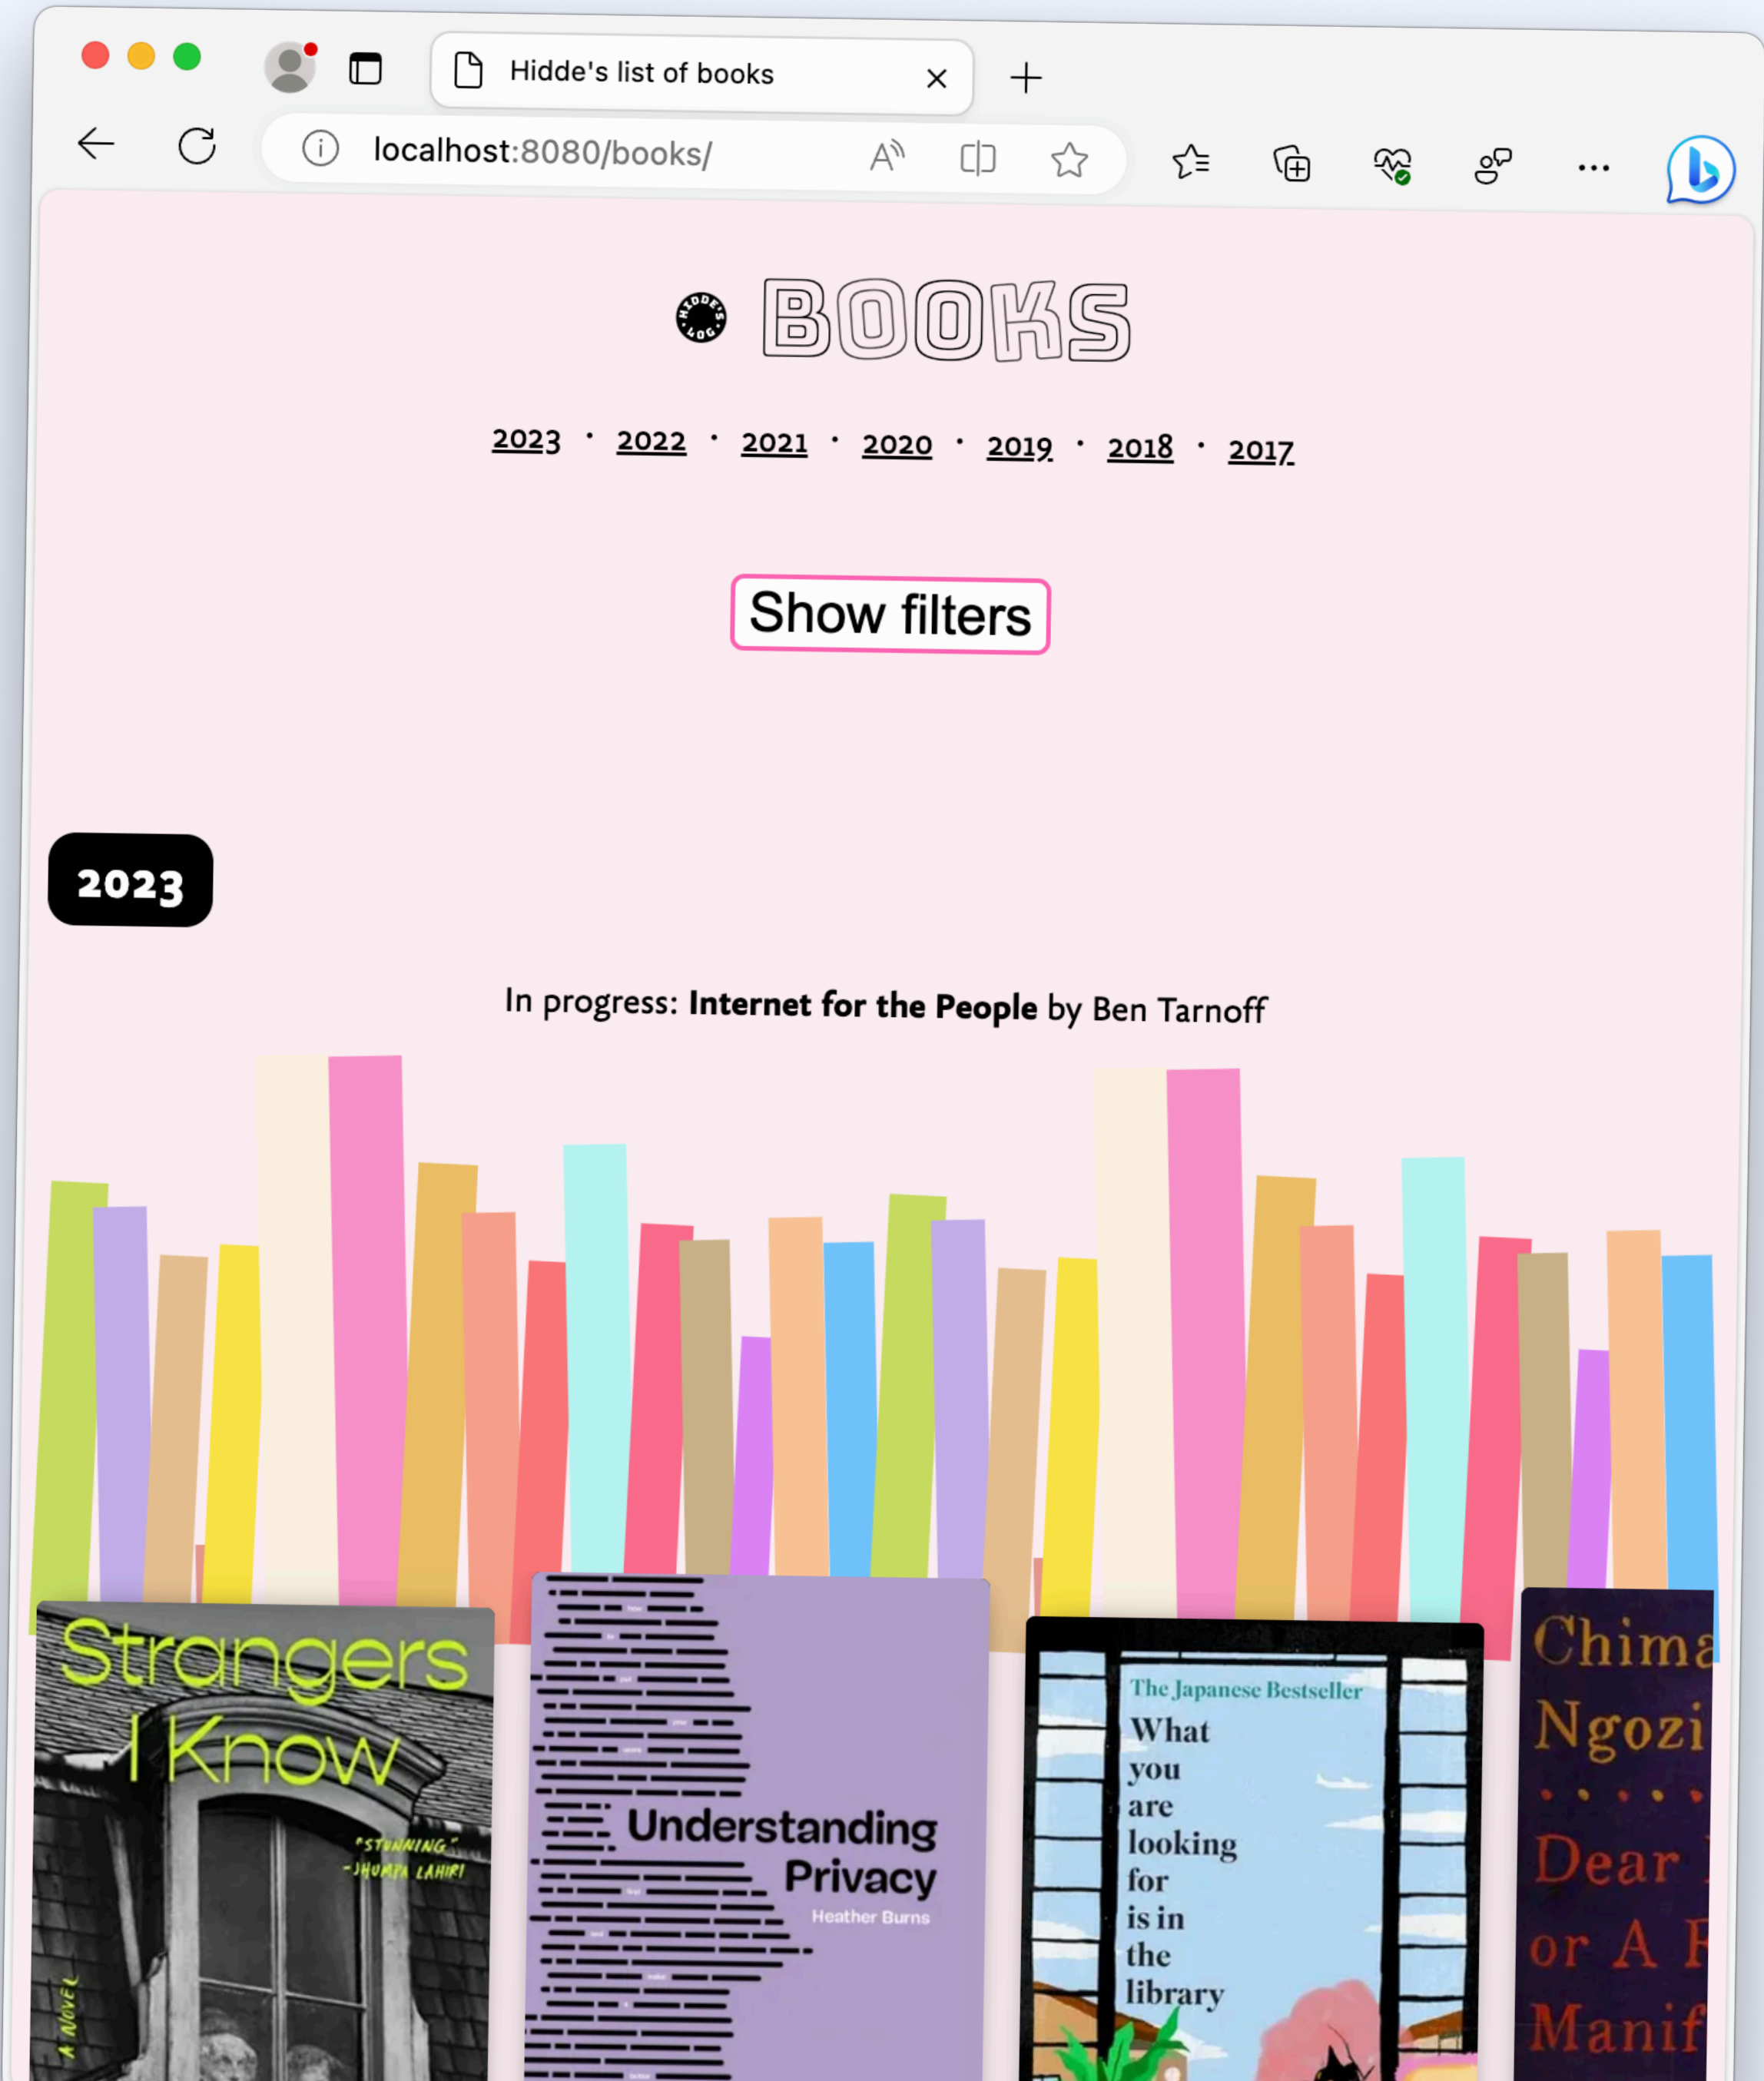 Hidde's list of books
localhost:8080/books/
HIDDE'S LOG
BOOKS
2023 · 2022 · 2021 · 2020 · 2019 · 2018 · 2017
Show filters
2023
In progress: Internet for the People by Ben Tarnoff
Strangers
I Know
"STUNNING"
-JHUMPA LAHIRI
A NOVEL
Understanding
Privacy
Heather Burns
The Japanese Bestseller
What
you
are
looking
for
is in
the
library
Chima
Ngozi
Dear
or A F
Manif